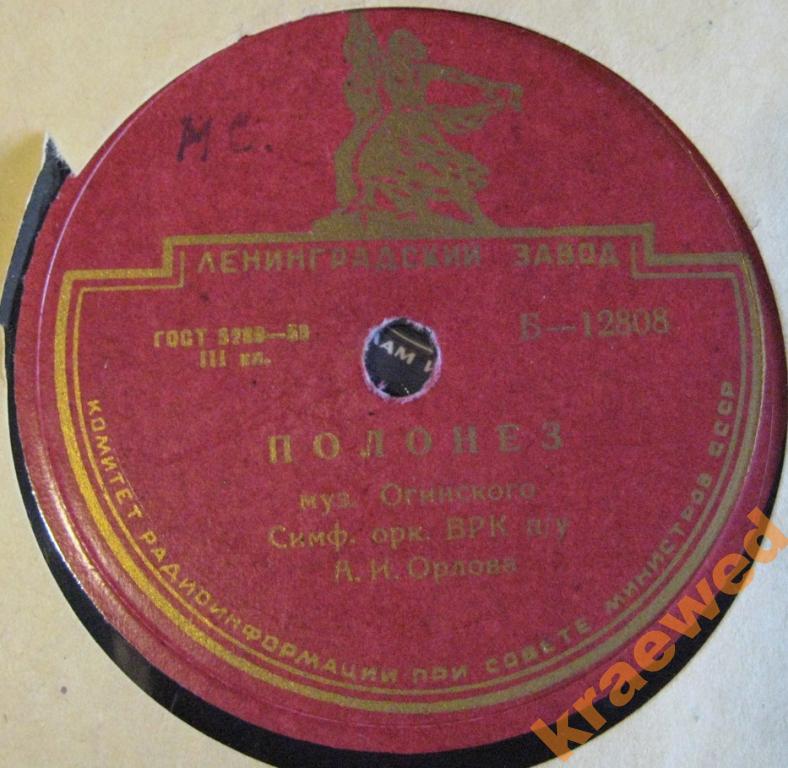 МС.
ЛЕНИНГРАДСКИЙ ЗАВОД
ГОСТ 5289—50
III кл.
Б—12808
ПОЛОНЕЗ
муз. Огинского
Симф. орк. ВРК п/у
А. И. Орлова
КОМИТЕТ РАДИОИНФОРМАЦИИ ПРИ СОВЕТЕ МИНИСТРОВ СССР
kraewed